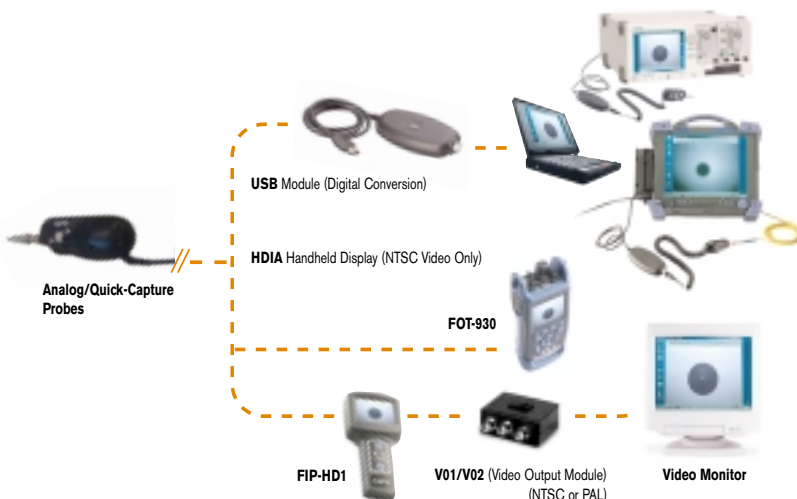 USB Module (Digital Conversion)
HDIA Handheld Display (NTSC Video Only)
Analog/Quick-Capture
Probes
FOT-930
FIP-HD1
V01/V02 (Video Output Module)
(NTSC or PAL)
Video Monitor